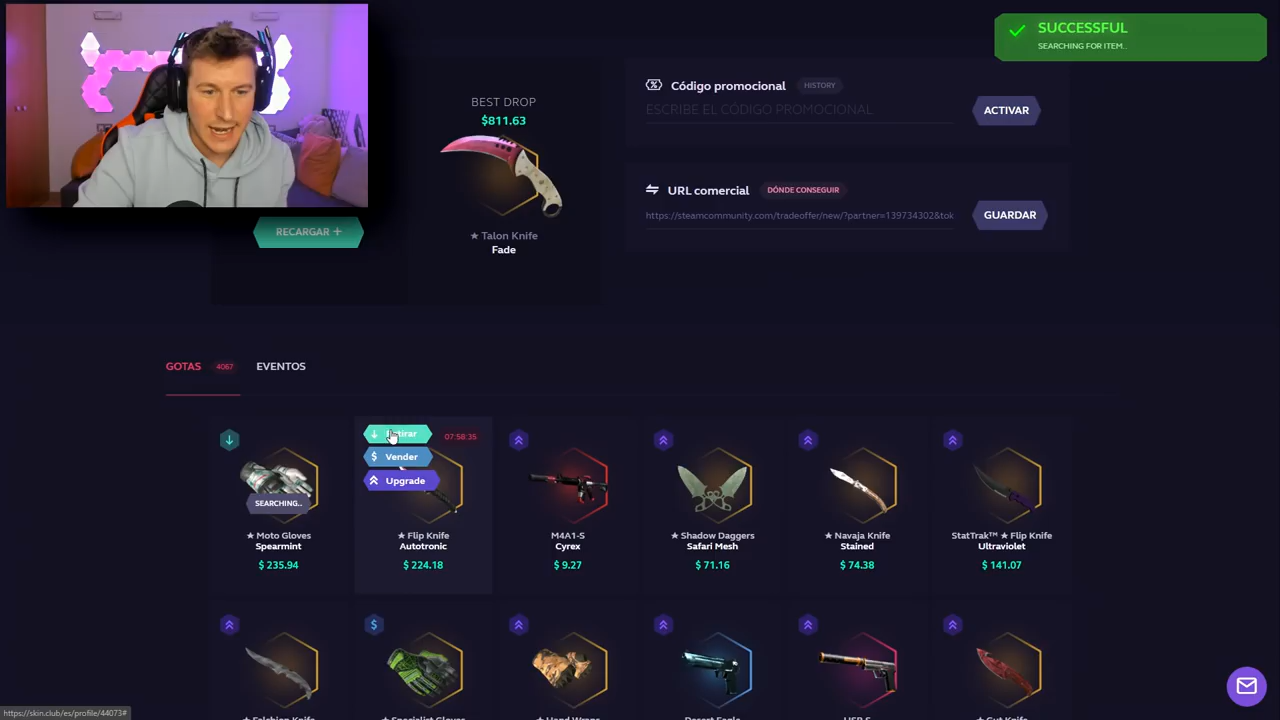 SUCCESSFUL
SEARCHING FOR ITEM..
BEST DROP
$811.63
★ Talon Knife
Fade
RECARGAR +
Código promocional
HISTORY
ESCRIBE EL CÓDIGO PROMOCIONAL
ACTIVAR
URL comercial
DÓNDE CONSEGUIR
https://steamcommunity.com/tradeoffer/new/?partner=139734302&tok
GUARDAR
GOTAS
4067
EVENTOS
07:58:35
$ Vender
Upgrade
SEARCHING..
★ Moto Gloves
Spearmint
$ 235.94
★ Flip Knife
Autotronic
$ 224.18
M4A1-S
Cyrex
$ 9.27
★ Shadow Daggers
Safari Mesh
$ 71.16
★ Navaja Knife
Stained
$ 74.38
StatTrak™ ★ Flip Knife
Ultraviolet
$ 141.07
$
https://skin.club/es/profile/44073#